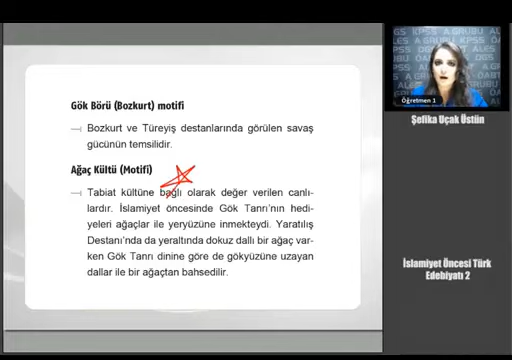 Gök Börü (Bozkurt) motifi
Bozkurt ve Türeyiş destanlarında görülen savaş
gücünün temsilidir.
Ağaç Kültü (Motifi)
Tabiat kültüne bağlı olarak değer verilen canlı-
lardır. İslamiyet öncesinde Gök Tanrı'nın hedi-
yeleri ağaçlar ile yeryüzüne inmekteydi. Yaratılış
Destanı'nda da yeraltında dokuz dallı bir ağaç var-
ken Gök Tanrı dinine göre de gökyüzüne uzayan
dallar ile bir ağaçtan bahsedilir.
A GRUBU KPSS
ALES
Öğretmen 1
Şefika Uçak Üstün
İslamiyet Öncesi Türk
Edebiyatı 2